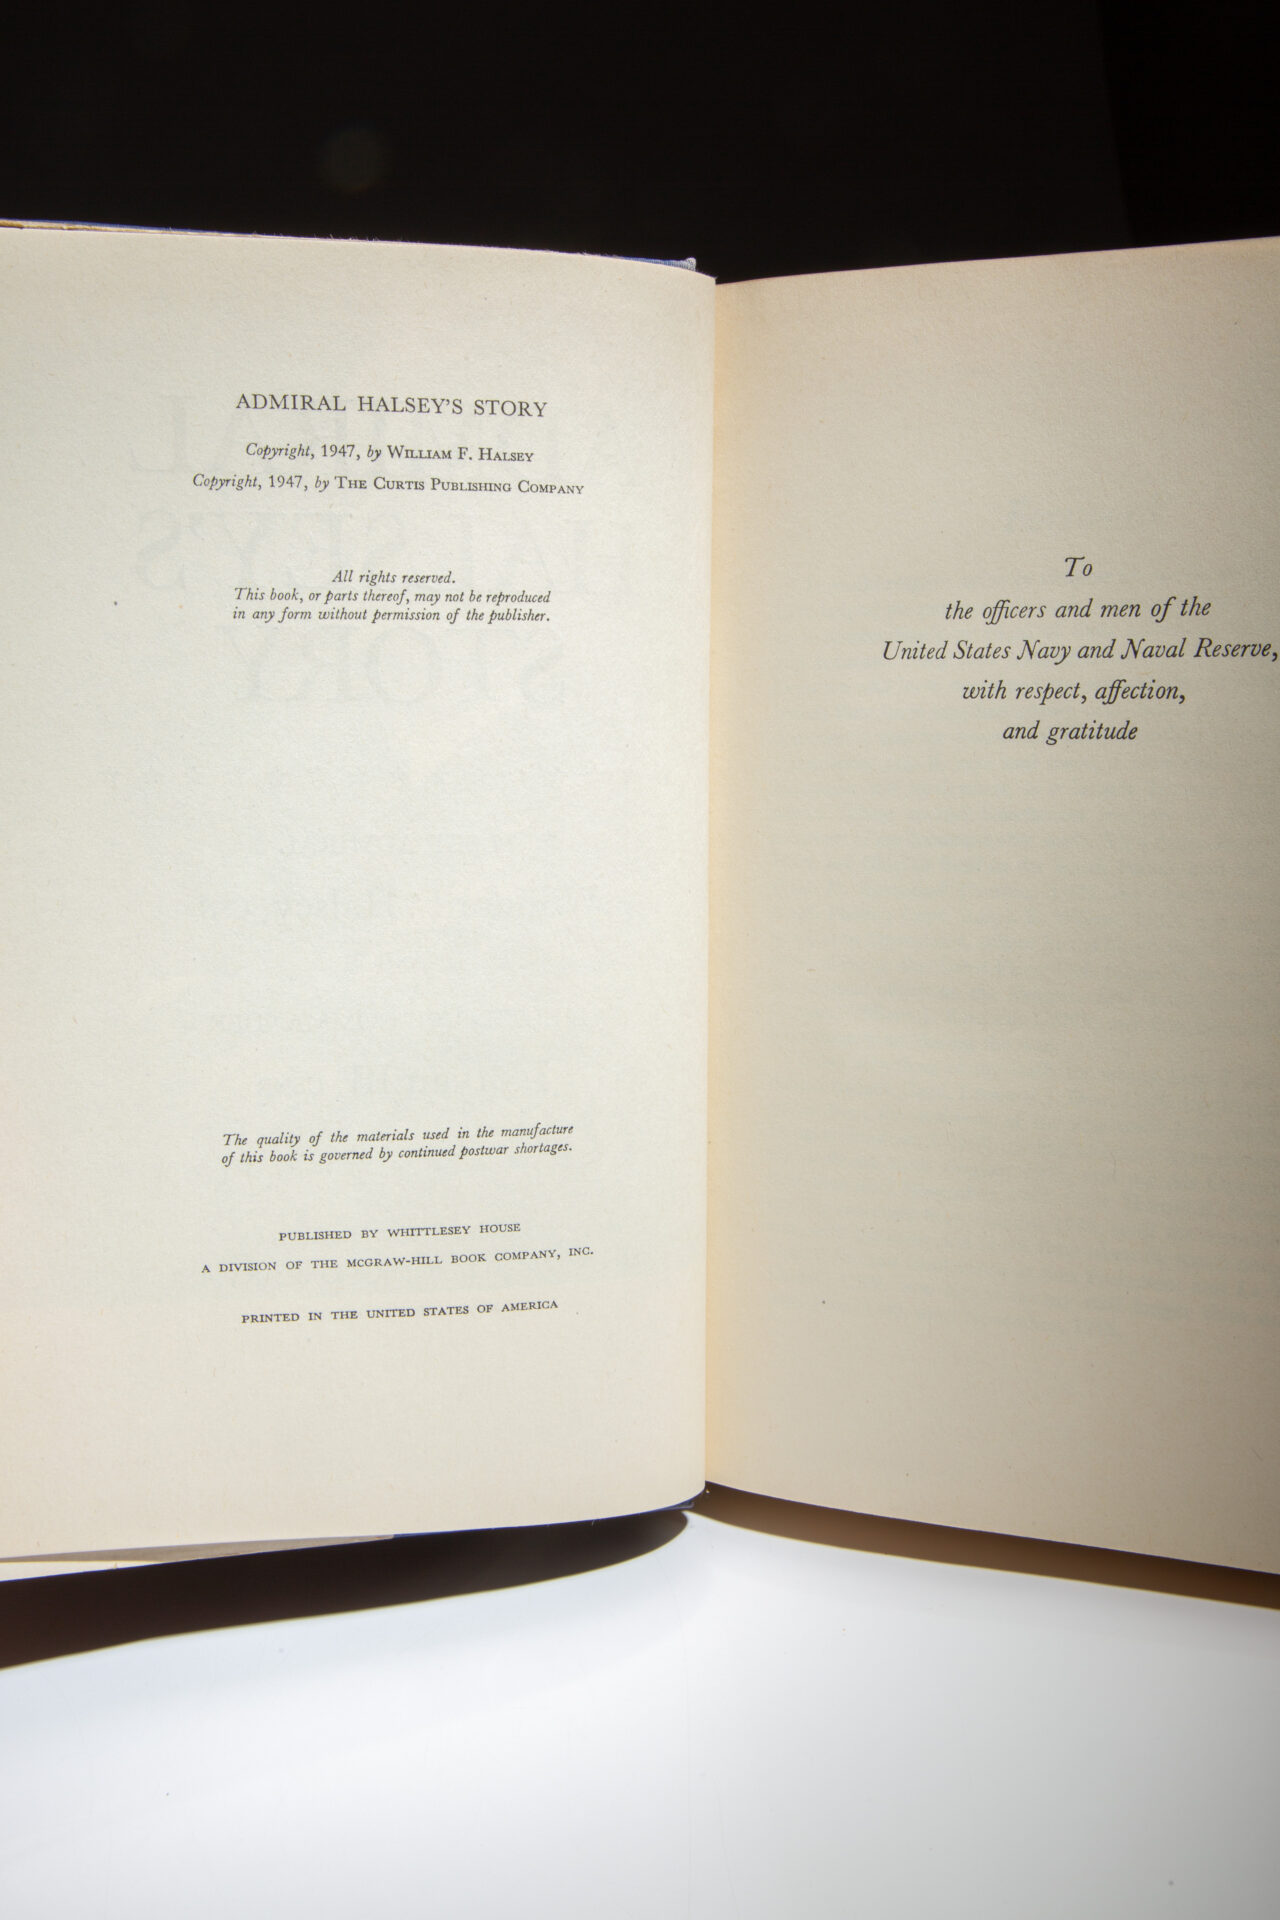 ADMIRAL HALSEY'S STORY
Copyright, 1947, by William F. Halsey
Copyright, 1947, by The Curtis Publishing Company
All rights reserved.
This book, or parts thereof, may not be reproduced
in any form without permission of the publisher.
The quality of the materials used in the manufacture
of this book is governed by continued postwar shortages.
PUBLISHED BY WHITTLESEY HOUSE
A DIVISION OF THE MCGRAW-HILL BOOK COMPANY, INC.
PRINTED IN THE UNITED STATES OF AMERICA
To
the officers and men of the
United States Navy and Naval Reserve,
with respect, affection,
and gratitude